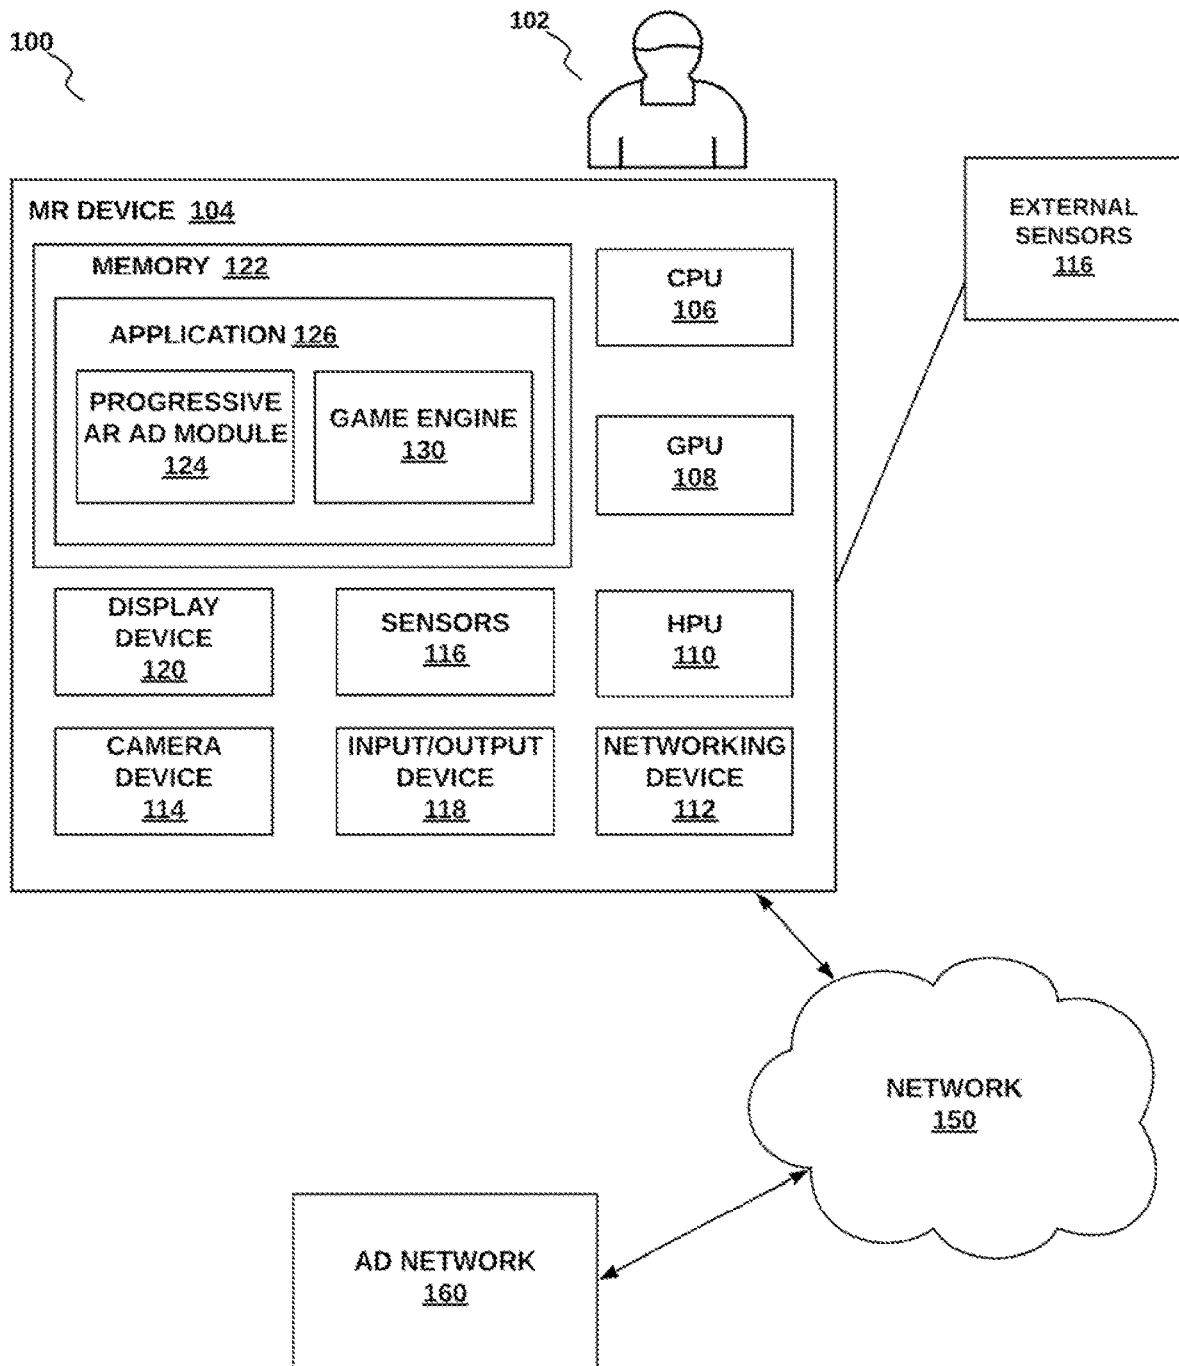 100
102
MR DEVICE 104
EXTERNAL
SENSORS
116
MEMORY 122
CPU
106
APPLICATION 126
PROGRESSIVE
AR AD MODULE
124
GAME ENGINE
130
GPU
108
DISPLAY
DEVICE
120
SENSORS
116
HPU
110
CAMERA
DEVICE
114
INPUT/OUTPUT
DEVICE
118
NETWORKING
DEVICE
112
NETWORK
150
AD NETWORK
160